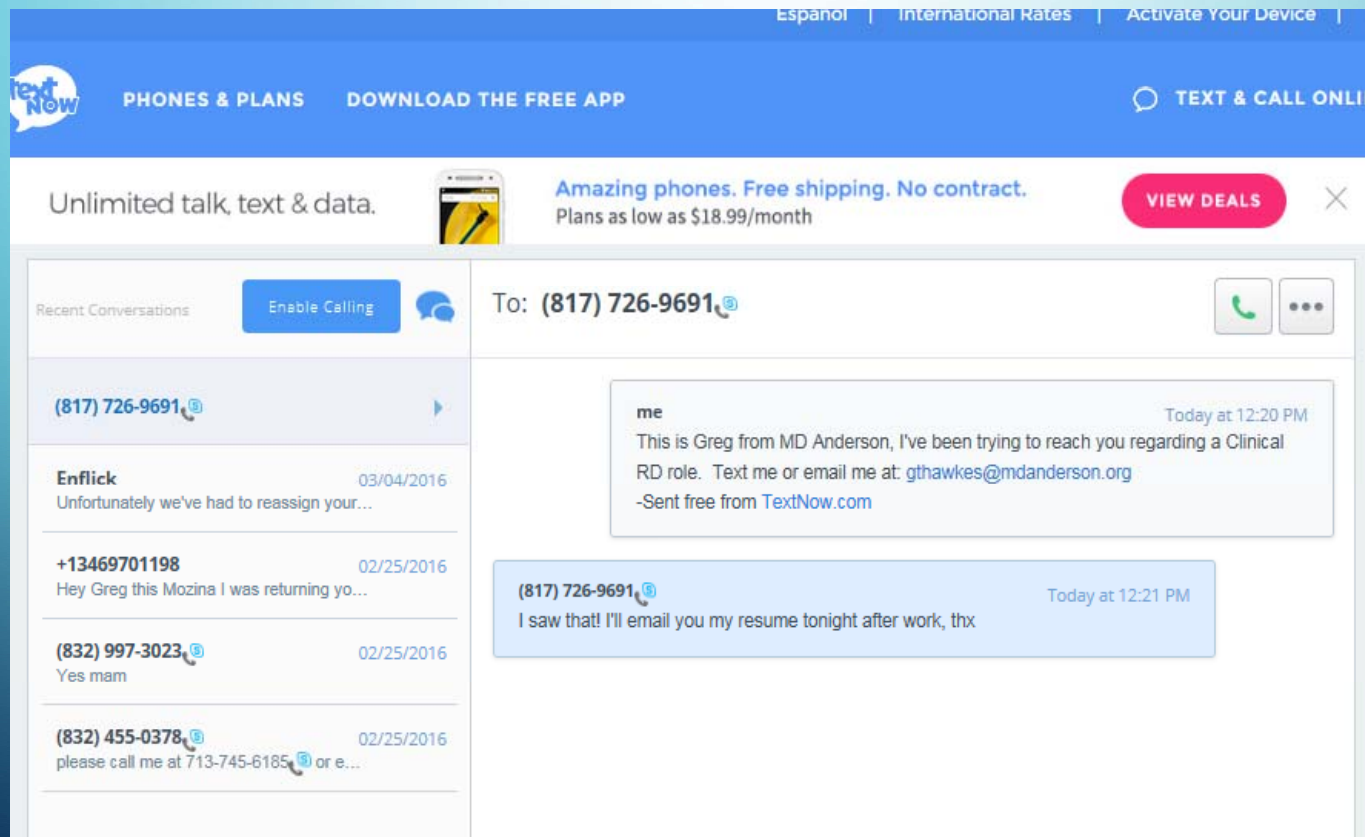 Español | International Rates | Activate Your Device |
text
Now
PHONES & PLANS DOWNLOAD THE FREE APP
TEXT & CALL ONLI
Unlimited talk, text & data.
Amazing phones. Free shipping. No contract.
Plans as low as $18.99/month
VIEW DEALS
Recent Conversations
Enable Calling
To: (817) 726-9691
(817) 726-9691
Enflick 03/04/2016
Unfortunately we've had to reassign your...
+13469701198 02/25/2016
Hey Greg this Mozina I was returning yo...
(832) 997-3023 02/25/2016
Yes mam
(832) 455-0378 02/25/2016
please call me at 713-745-6185 or e...
me Today at 12:20 PM
This is Greg from MD Anderson, I've been trying to reach you regarding a Clinical
RD role. Text me or email me at: gthawkes@mdanderson.org
-Sent free from TextNow.com
(817) 726-9691 Today at 12:21 PM
I saw that! I'll email you my resume tonight after work, thx